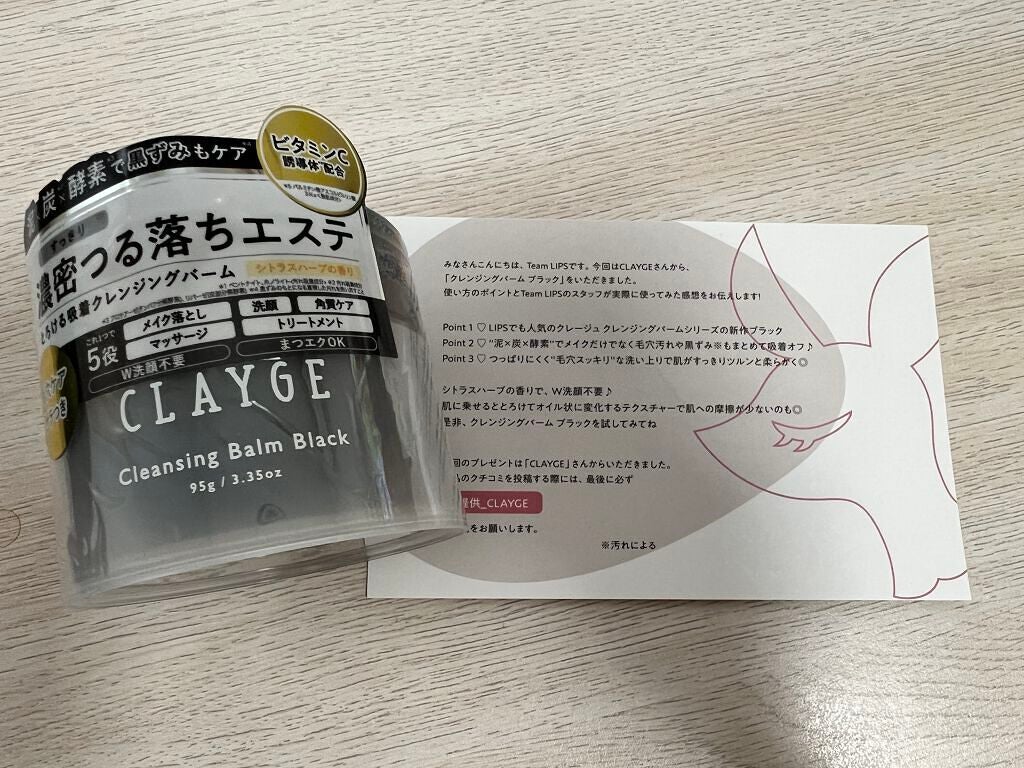 炭×酵素で黒ずみもケア
ビタミンC
誘導体配合
すっきり
濃密つる落ちエステ
とろける吸着クレンジングバーム
シトラスハーブの香り
これ1つで
5役
メイク落とし
洗顔
角質ケア
マッサージ
トリートメント
W洗顔不要
まつエクOK
CLAYGE
Cleansing Balm Black
95g / 3.35oz
みなさんこんにちは、Team LIPSです。今回はCLAYGEさんから、
「クレンジングバーム ブラック」をいただきました。
使い方のポイントとTeam LIPSのスタッフが実際に使ってみた感想をお伝えします!
Point 1 ♡ LIPSでも人気のクレージュ クレンジングバームシリーズの新作ブラック
Point 2 ♡ "泥×炭×酵素"でメイクだけでなく毛穴汚れや黒ずみ※もまとめて吸着オフ♪
Point 3 ♡ つっぱりにくく"毛穴スッキリ"な洗い上りで肌がすっきりツルンと柔らかく◎
シトラスハーブの香りで、W洗顔不要♪
肌に乗せるととろけてオイル状に変化するテクスチャーで肌への摩擦が少ないのも◎
是非、クレンジングバーム ブラックを試してみてね
回のプレゼントは「CLAYGE」さんからいただきました。
のクチコミを投稿する際には、最後に必ず
提供_CLAYGE
をお願いします。
※汚れによる